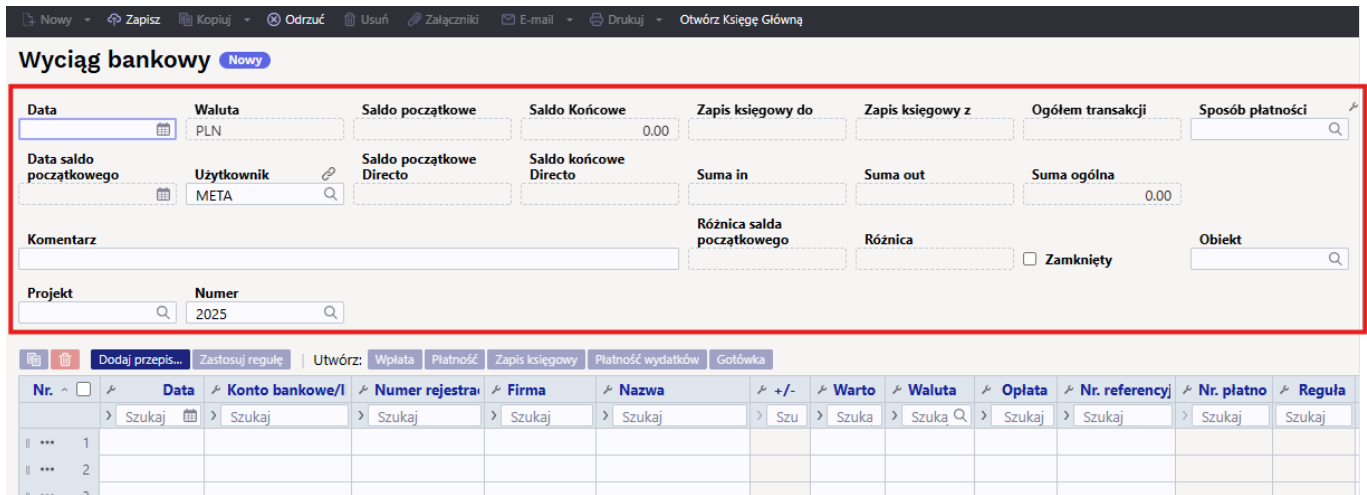 Nowy Zapisz Kopiuj Odrzuć Usuń Załączniki E-mail Drukuj Otwórz Księgę Główną
Wyciąg bankowy Nowy
Data Waluta Saldo początkowe Saldo Końcowe Zapis księgowy do Zapis księgowy z Ogółem transakcji Sposób płatności
PLN 0.00
Data saldo początkowego Użytkownik Saldo początkowe Directo Saldo końcowe Directo Suma in Suma out Suma ogólna
META 0.00
Komentarz Różnica salda początkowego Różnica Zamknięty Obiekt
Projekt Numer
2025
Dodaj przepis... Zastosuj regułę | Utwórz: Wpłata Płatność Zapis księgowy Płatność wydatków Gotówka
Nr. Data Konto bankowe/I Numer rejestra Firma Nazwa +/- Warto Waluta Opłata Nr. referencyj Nr. płatno Reguła
Szukaj Szukaj Szukaj Szukaj Szukaj Szu Szuka Szuka Szukaj Szukaj Szukaj Szukaj
1
2